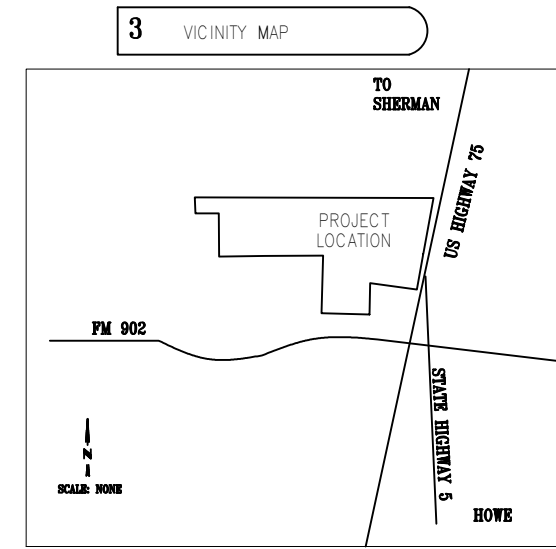 3 VICINITY MAP
TO
SHERMAN
US HIGHWAY 75
PROJECT
LOCATION
FM 902
STATE HIGHWAY 5
N
SCALE: NONE
HOWE